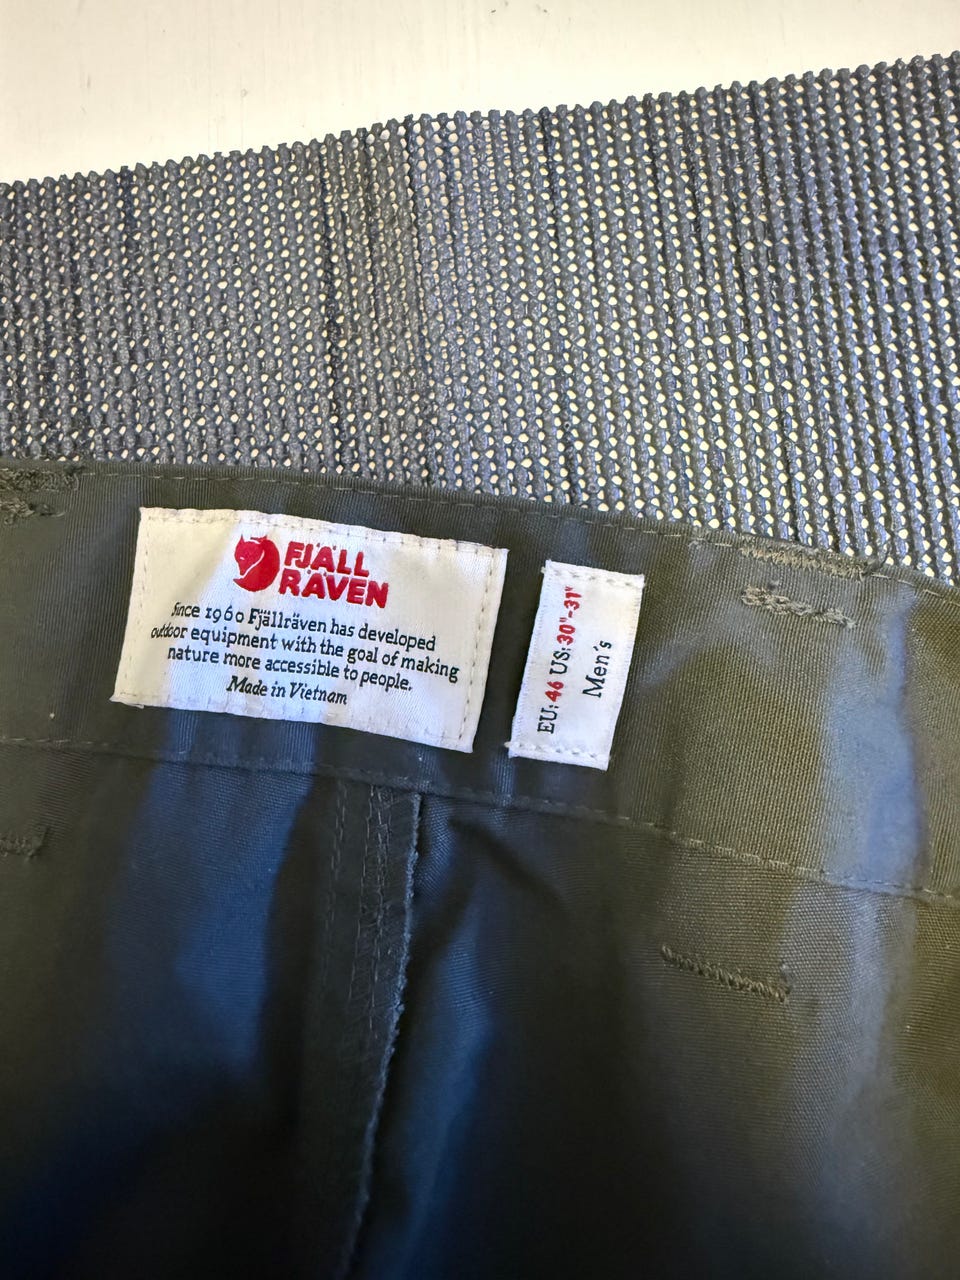 FJÄLL
RÄVEN
Since 1960 Fjällräven has developed
outdoor equipment with the goal of making
nature more accessible to people.
Made in Vietnam
EU: 46 US: 30"-31"
Men's